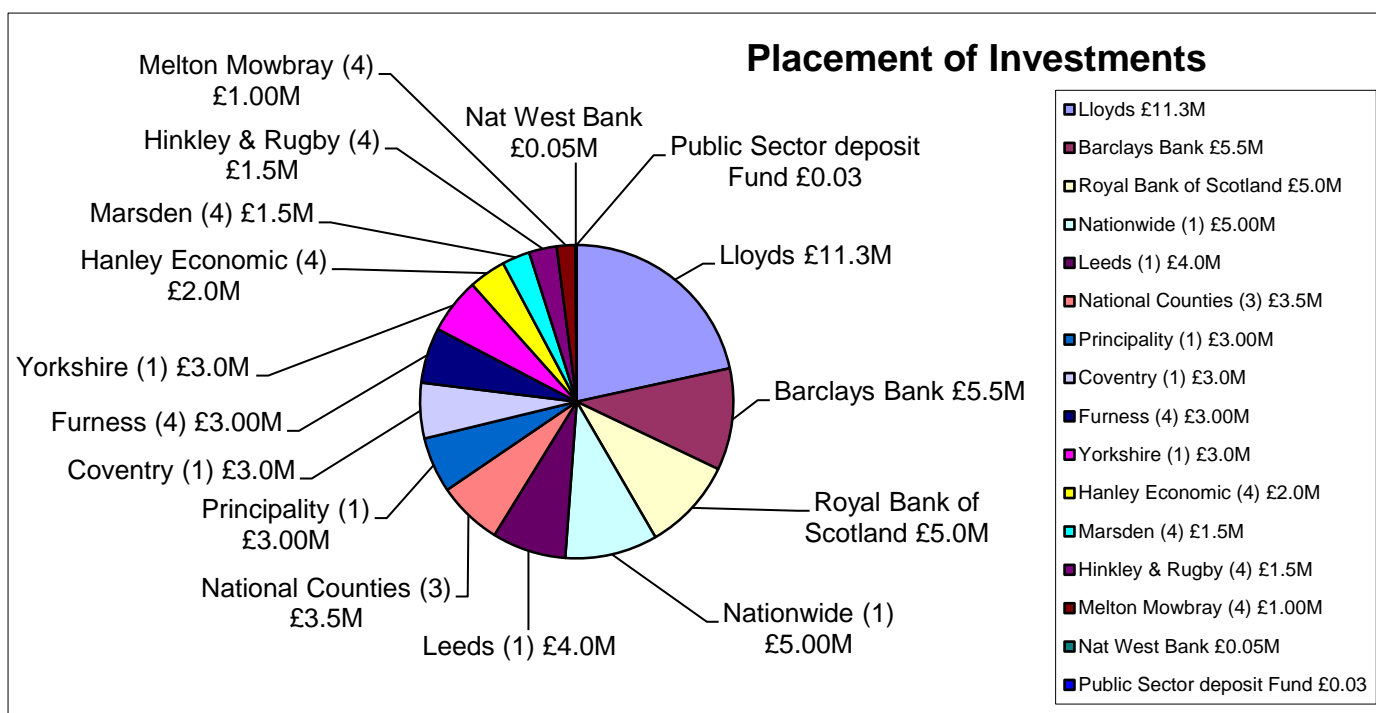 Placement of Investments
Melton Mowbray (4)
£1.00M
Nat West Bank
£0.05M
Public Sector deposit
Fund £0.03
Hinkley & Rugby (4)
£1.5M
Marsden (4) £1.5M
Hanley Economic (4)
£2.0M
Yorkshire (1) £3.0M
Furness (4) £3.00M
Coventry (1) £3.0M
Principality (1)
£3.00M
National Counties (3)
£3.5M
Leeds (1) £4.0M
Nationwide (1)
£5.00M
Royal Bank of
Scotland £5.0M
Barclays Bank £5.5M
Lloyds £11.3M
Lloyds £11.3M
Barclays Bank £5.5M
Royal Bank of Scotland £5.0M
Nationwide (1) £5.00M
Leeds (1) £4.0M
National Counties (3) £3.5M
Principality (1) £3.00M
Coventry (1) £3.0M
Furness (4) £3.00M
Yorkshire (1) £3.0M
Hanley Economic (4) £2.0M
Marsden (4) £1.5M
Hinkley & Rugby (4) £1.5M
Melton Mowbray (4) £1.00M
Nat West Bank £0.05M
Public Sector deposit Fund £0.03